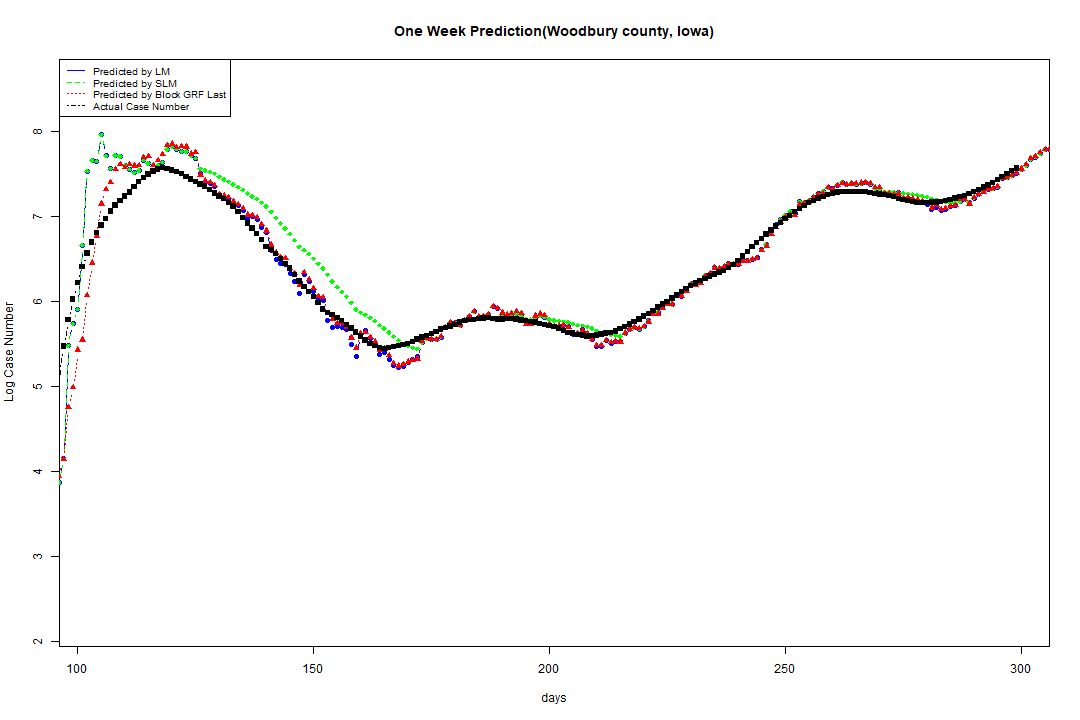 One Week Prediction(Woodbury county, Iowa)
Predicted by LM
Predicted by SLM
Predicted by Block GRF Last
Actual Case Number
8
7
6
5
4
3
2
Log Case Number
100 150 200 250 300
days